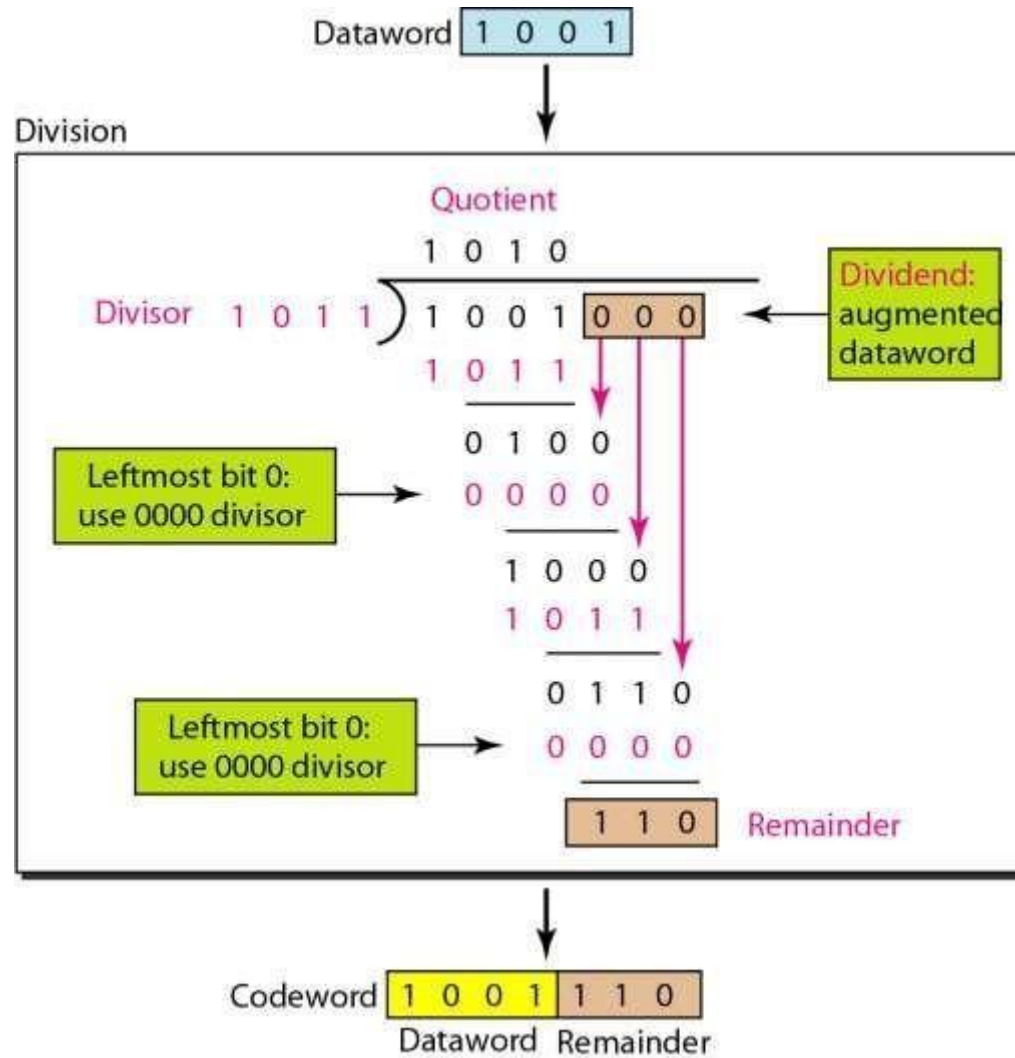 Dataword 1 0 0 1
Division
Quotient
1 0 1 0
Divisor 1 0 1 1 1 0 0 1 0 0 0
Dividend:
augmented
dataword
1 0 1 1
0 1 0 0
Leftmost bit 0:
use 0000 divisor
0 0 0 0
1 0 0 0
1 0 1 1
0 1 1 0
Leftmost bit 0:
use 0000 divisor
0 0 0 0
1 1 0 Remainder
Codeword 1 0 0 1 1 1 0
Dataword Remainder